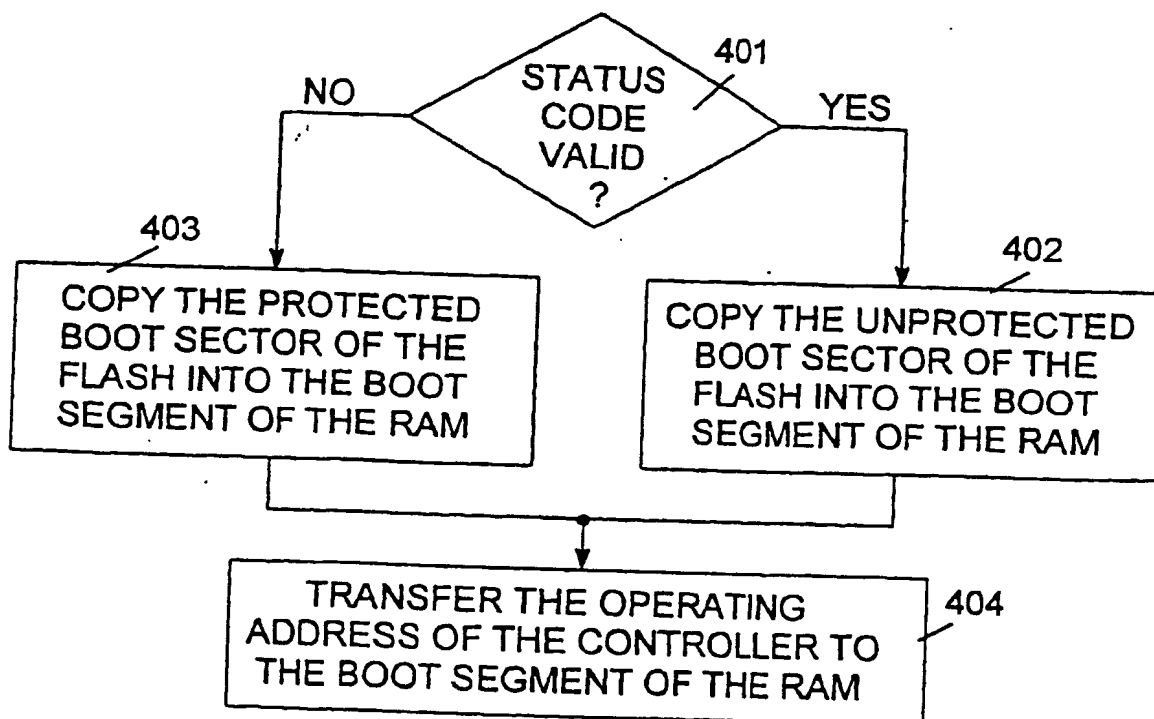 401
STATUS
CODE
VALID
?
NO
YES
403
COPY THE PROTECTED
BOOT SECTOR OF THE
FLASH INTO THE BOOT
SEGMENT OF THE RAM
402
COPY THE UNPROTECTED
BOOT SECTOR OF THE
FLASH INTO THE BOOT
SEGMENT OF THE RAM
TRANSFER THE OPERATING
ADDRESS OF THE CONTROLLER TO
THE BOOT SEGMENT OF THE RAM
404